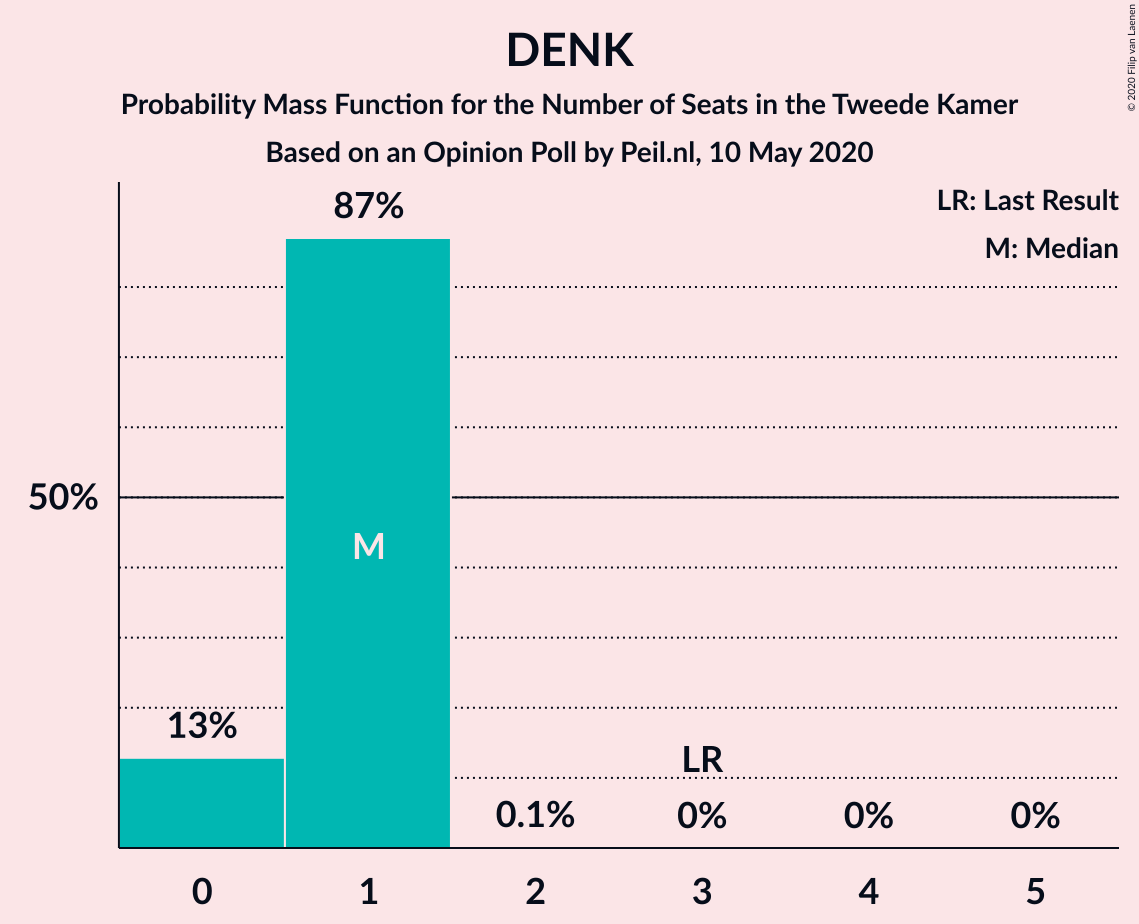 DENK
Probability Mass Function for the Number of Seats in the Tweede Kamer
Based on an Opinion Poll by Peil.nl, 10 May 2020
© 2020 Filip van Laenen
LR: Last Result
M: Median
87%
50%
M
13%
LR
0.1%
0%
0%
0%
0
1
2
3
4
5